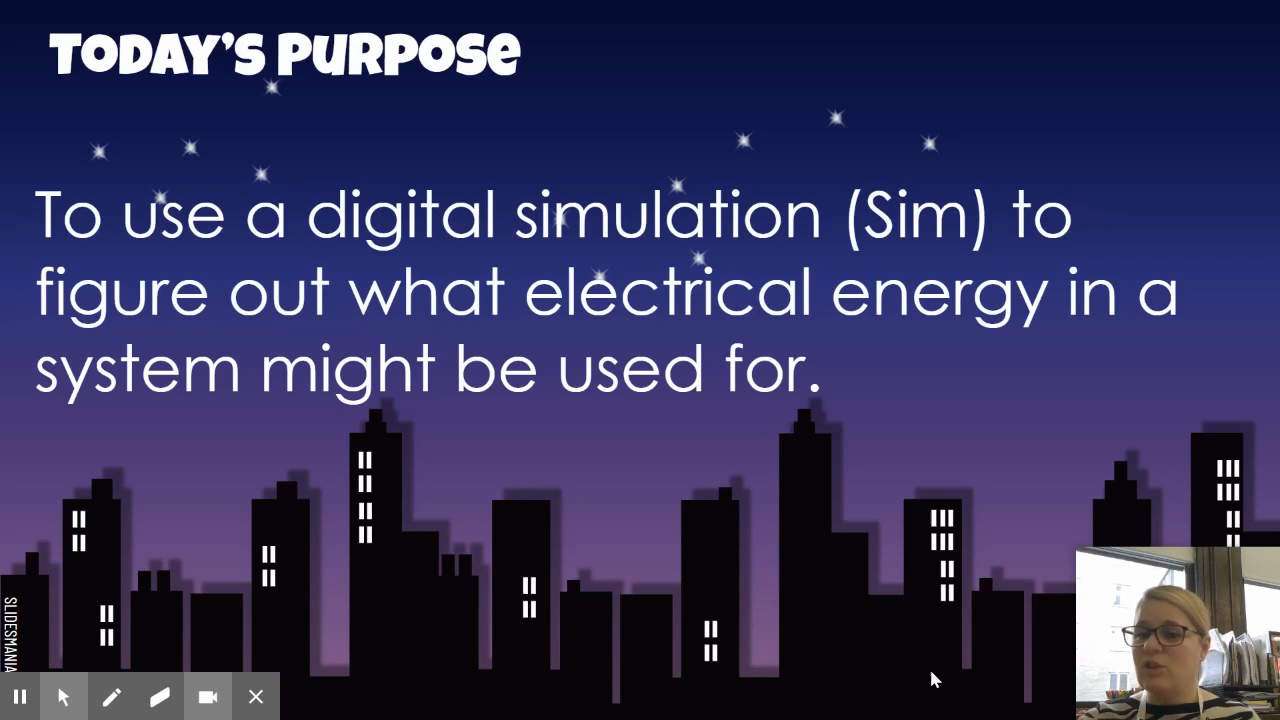 TODAY'S PURPOSE
To use a digital simulation (Sim) to
figure out what electrical energy in a
system might be used for.
SLIDESMANIA